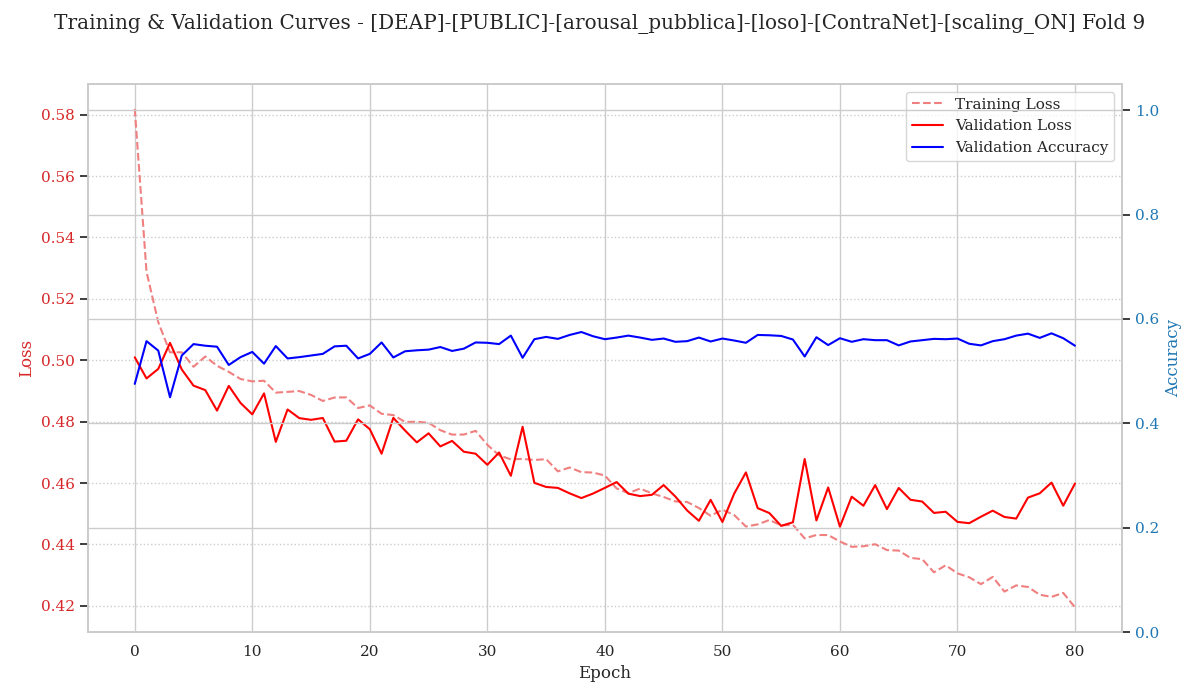 Training & Validation Curves - [DEAP]-[PUBLIC]-[arousal_pubblica]-[loso]-[ContraNet]-[scaling_ON] Fold 9
Training Loss
Validation Loss
Validation Accuracy
0.58
0.56
0.54
0.52
0.50
0.48
0.46
0.44
0.42
Loss
1.0
0.8
0.6
0.4
0.2
0.0
Accuracy
0 10 20 30 40 50 60 70 80
Epoch